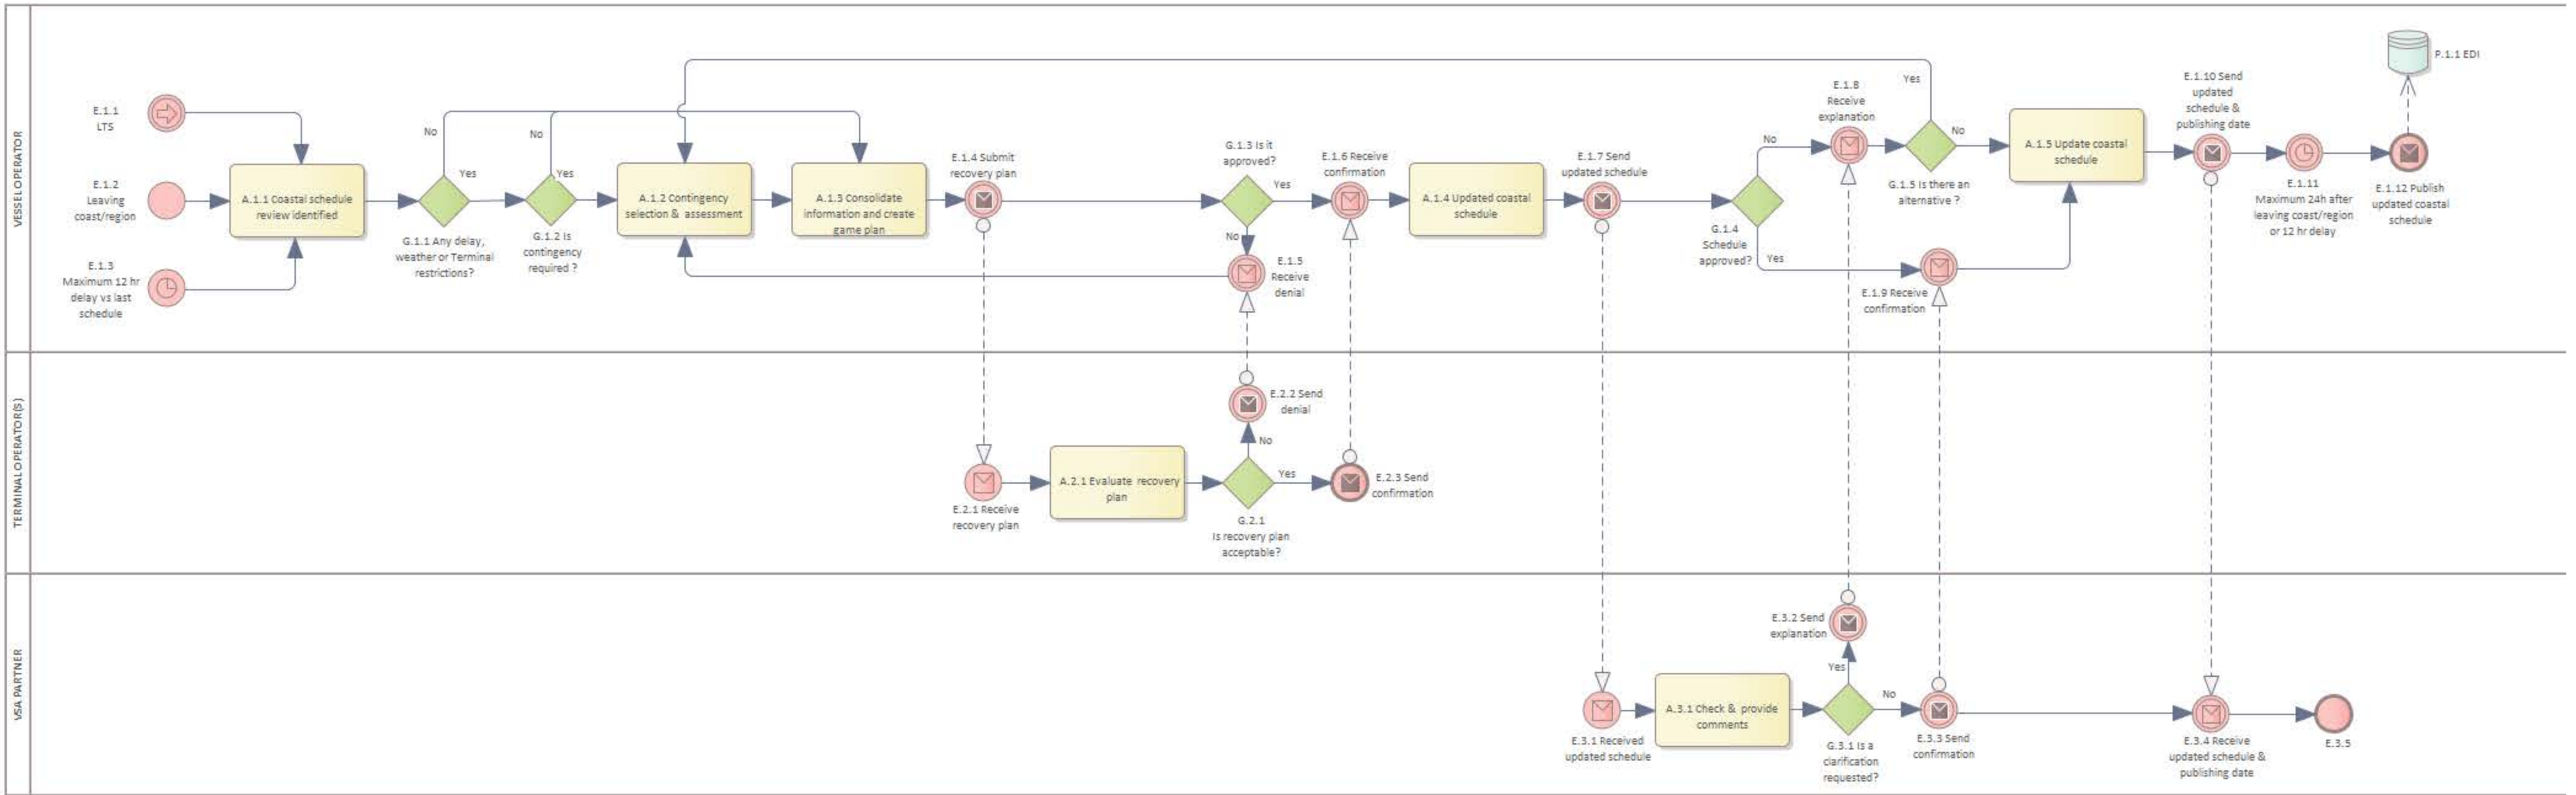 VESSEL OPERATOR
E.1.1
LTS
E.1.2
Leaving
coast/region
E.1.3
Maximum 12 hr
delay vs last
schedule
A.1.1 Coastal schedule
review identified
No
Yes
G.1.1 Any delay,
weather or Terminal
restrictions?
No
Yes
G.1.2 Is
contingency
required ?
A.1.2 Contingency
selection & assessment
A.1.3 Consolidate
information and create
game plan
E.1.4 Submit
recovery plan
G.1.3 Is it
approved?
Yes
No
E.1.5
Receive
denial
E.1.6 Receive
confirmation
A.1.4 Updated coastal
schedule
E.1.7 Send
updated schedule
No
G.1.4
Schedule
approved?
Yes
E.1.8
Receive
explanation
E.1.9 Receive
confirmation
Yes
No
G.1.5 Is there an
alternative ?
A.1.5 Update coastal
schedule
E.1.10 Send
updated
schedule &
publishing date
E.1.11
Maximum 24h after
leaving coast/region
or 12 hr delay
P.1.1 EDI
E.1.12 Publish
updated coastal
schedule
TERMINAL OPERATOR(S)
E.2.1 Receive
recovery plan
A.2.1 Evaluate recovery
plan
E.2.2 Send
denial
No
Yes
G.2.1
Is recovery plan
acceptable?
E.2.3 Send
confirmation
VSA PARTNER
E.3.1 Received
updated schedule
A.3.1 Check & provide
comments
E.3.2 Send
explanation
Yes
No
G.3.1 Is a
clarification
requested?
E.3.3 Send
confirmation
E.3.4 Receive
updated schedule &
publishing date
E.3.5